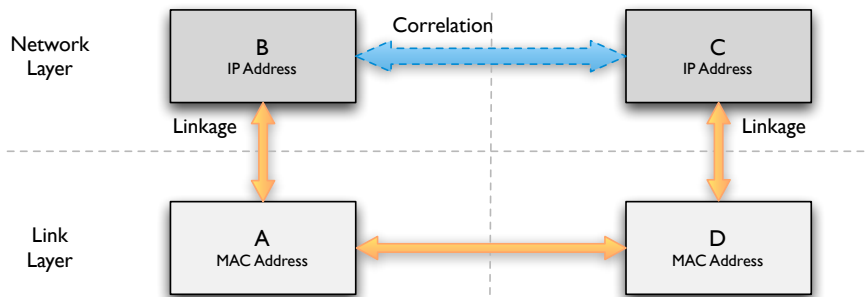 Network
Layer
B
IP Address
Correlation
C
IP Address
Linkage
Linkage
Link
Layer
A
MAC Address
D
MAC Address